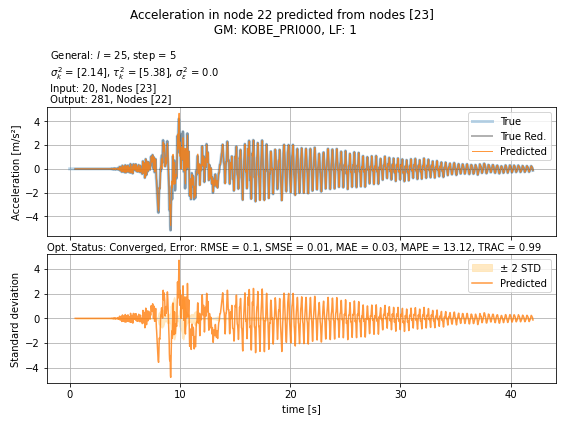 Acceleration in node 22 predicted from nodes [23]
GM: KOBE_PRI000, LF: 1
General: l = 25, step = 5
σ²ₖ = [2.14], τ²ₖ = [5.38], σ²ε = 0.0
Input: 20, Nodes [23]
Output: 281, Nodes [22]
Acceleration [m/s²]
4
2
0
−2
−4
True
True Red.
Predicted
Opt. Status: Converged, Error: RMSE = 0.1, SMSE = 0.01, MAE = 0.03, MAPE = 13.12, TRAC = 0.99
Standard deviation
4
2
0
−2
−4
± 2 STD
Predicted
0 10 20 30 40
time [s]